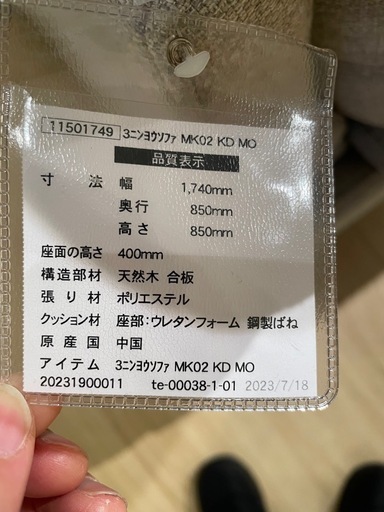 11501749 3ﾆﾝﾖｳｿﾌｧ MK02 KD MO
品質表示
寸法 幅 1,740mm
奥行 850mm
高さ 850mm
座面の高さ 400mm
構造部材 天然木 合板
張り材 ポリエステル
クッション材 座部:ウレタンフォーム 鋼製ばね
原産国 中国
アイテム 3ﾆﾝﾖｳｿﾌｧ MK02 KD MO
20231900011 te-00038-1-01 2023/7/18